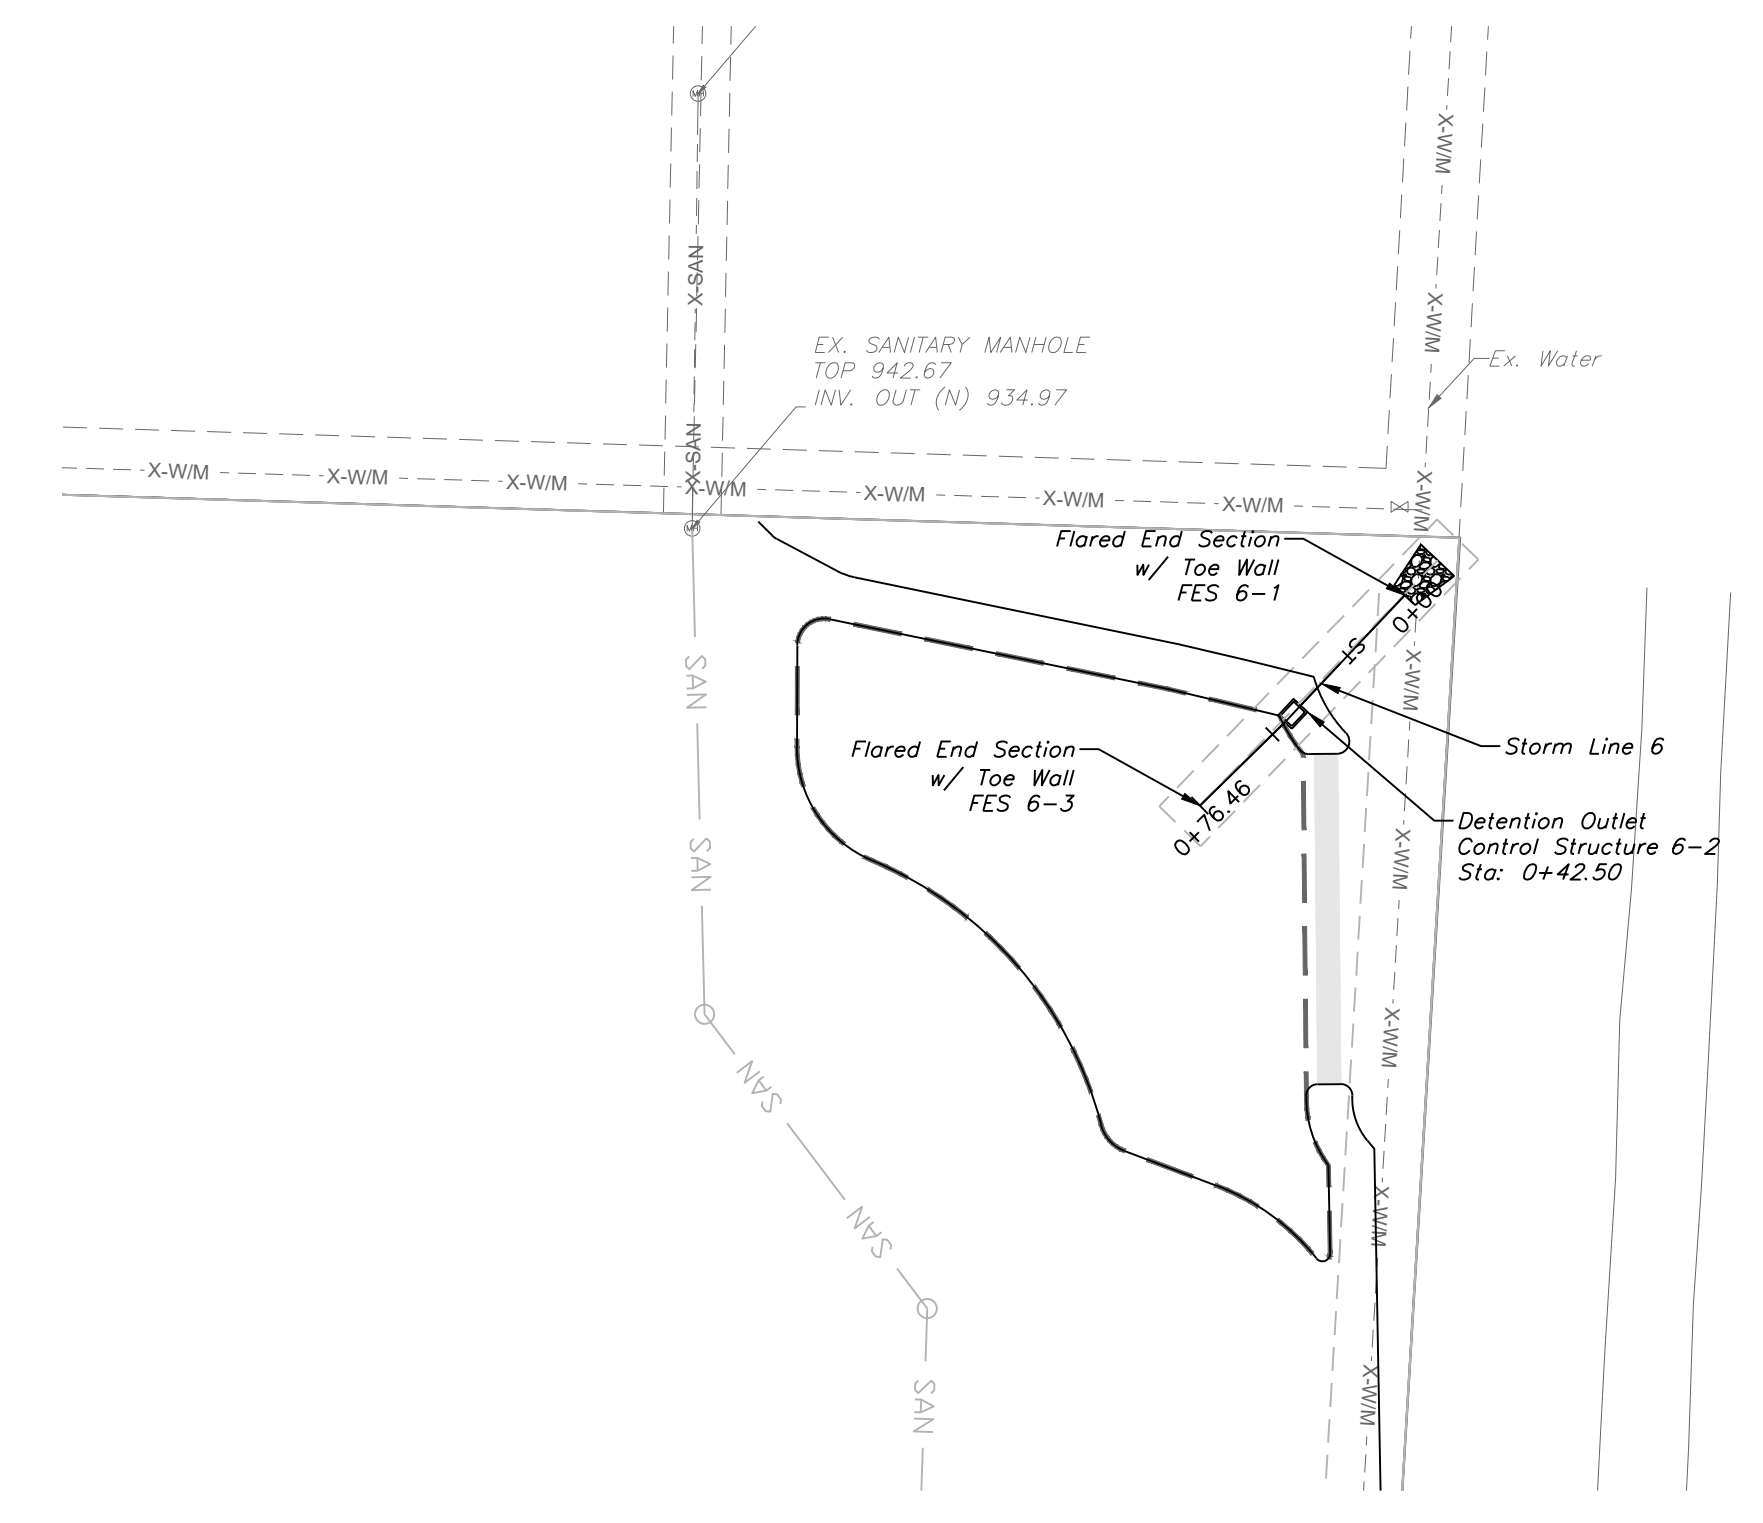 MH
X-W/M
X-SAN
X-W/M
EX. SANITARY MANHOLE
TOP 942.67
INV. OUT (N) 934.97
Ex. Water
X-SAN
X-W/M
X-W/M
X-W/M
X-W/M
X-W/M
X-W/M
X-W/M
X-W/M
MH
Flared End Section
w/ Toe Wall
FES 6-1
ST
SAN
X-W/M
Flared End Section
w/ Toe Wall
FES 6-3
0+76.46
Storm Line 6
Detention Outlet
Control Structure 6-2
Sta: 0+42.50
SAN
X-W/M
X-W/M
SAN
SAN
X-W/M
SAN
X-W/M